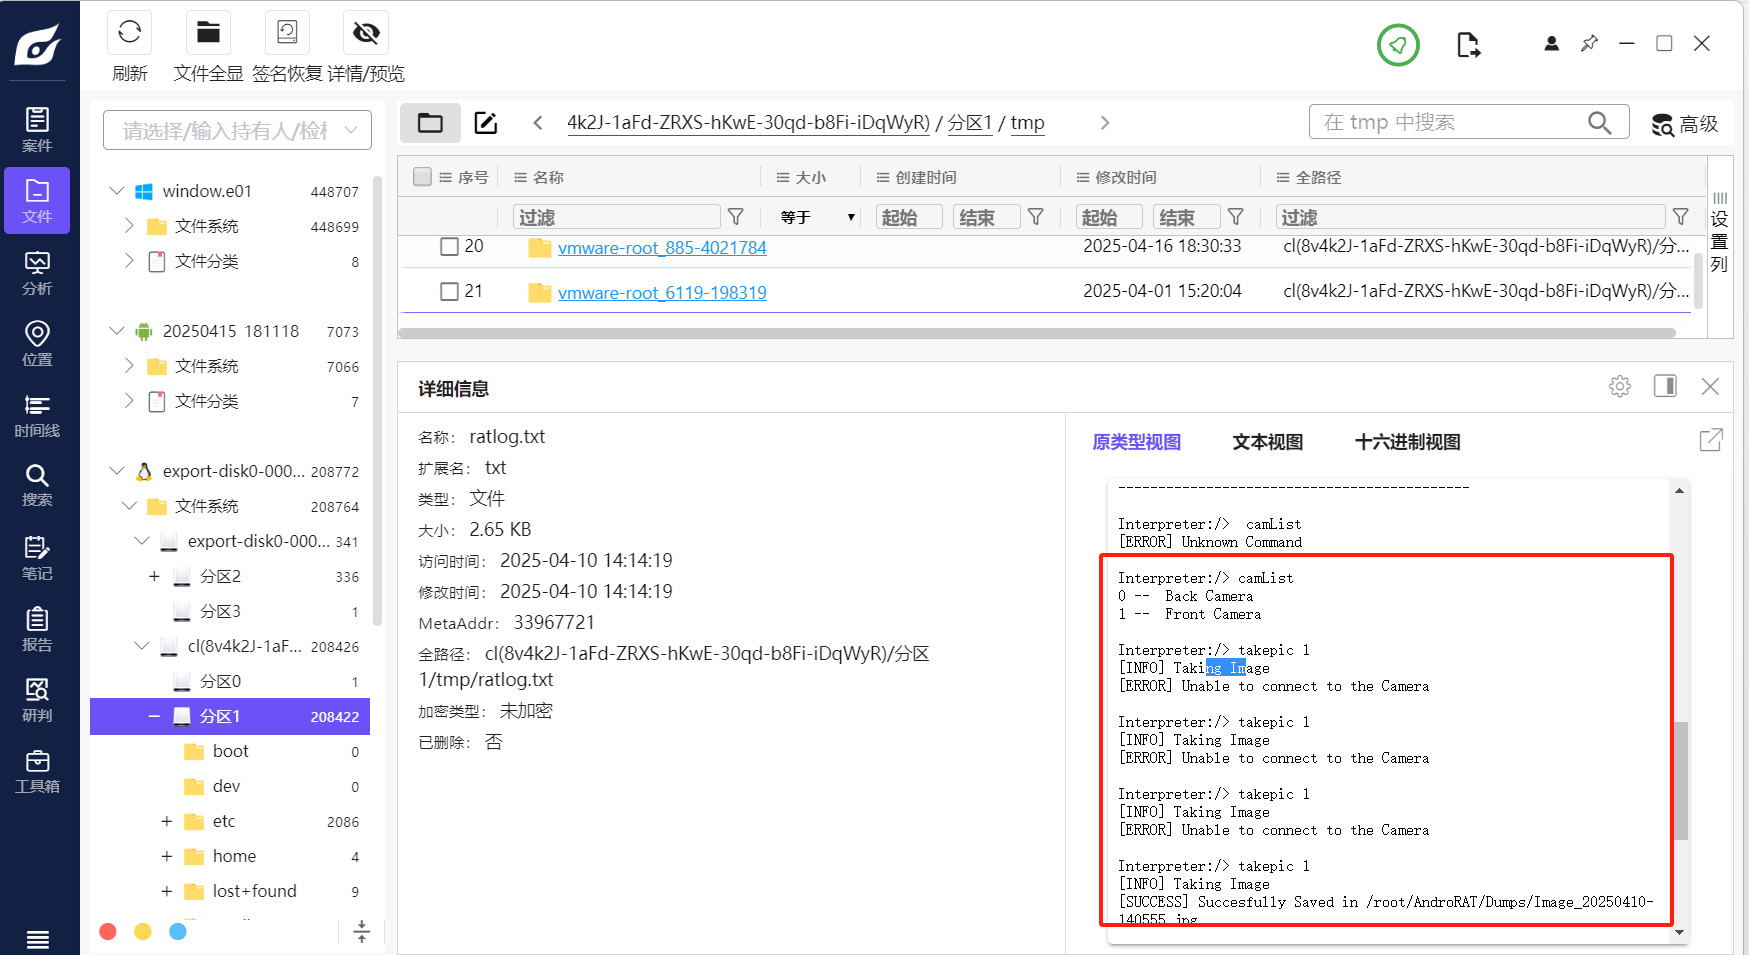 刷新
文件全显
签名恢复
详情/预览
案件
文件
分析
位置
时间线
搜索
笔记
报告
研判
工具箱
请选择/输入持有人/检材
window.e01 448707
文件系统 448699
文件分类 8
20250415 181118 7073
文件系统 7066
文件分类 7
export-disk0-000... 208772
文件系统 208764
export-disk0-000... 341
分区2 336
分区3 1
cl(8v4k2J-1aF... 208426
分区0 1
分区1 208422
boot 0
dev 0
etc 2086
home 4
lost+found 9
4k2J-1aFd-ZRXS-hKwE-30qd-b8Fi-iDqWyR) / 分区1 / tmp
在 tmp 中搜索
高级
序号 名称 大小 创建时间 修改时间 全路径
过滤 等于 起始 结束 起始 结束 过滤
20 vmware-root_885-4021784 2025-04-16 18:30:33 cl(8v4k2J-1aFd-ZRXS-hKwE-30qd-b8Fi-iDqWyR)/分...
21 vmware-root_6119-198319 2025-04-01 15:20:04 cl(8v4k2J-1aFd-ZRXS-hKwE-30qd-b8Fi-iDqWyR)/分...
设置列
详细信息
名称: ratlog.txt
扩展名: txt
类型: 文件
大小: 2.65 KB
访问时间: 2025-04-10 14:14:19
修改时间: 2025-04-10 14:14:19
MetaAddr: 33967721
全路径: cl(8v4k2J-1aFd-ZRXS-hKwE-30qd-b8Fi-iDqWyR)/分区
1/tmp/ratlog.txt
加密类型: 未加密
已删除: 否
原类型视图 文本视图 十六进制视图
---------------------------------------------
Interpreter:/>  camList
[ERROR] Unknown Command
Interpreter:/> camList
0 --  Back Camera
1 --  Front Camera
Interpreter:/> takepic 1
[INFO] Taking Image
[ERROR] Unable to connect to the Camera
Interpreter:/> takepic 1
[INFO] Taking Image
[ERROR] Unable to connect to the Camera
Interpreter:/> takepic 1
[INFO] Taking Image
[ERROR] Unable to connect to the Camera
Interpreter:/> takepic 1
[INFO] Taking Image
[SUCCESS] Succesfully Saved in /root/AndroRAT/Dumps/Image_20250410-
140555.jpg